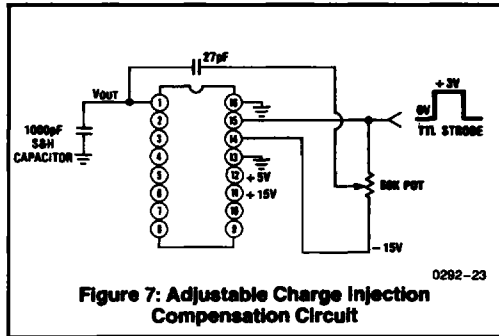 27pF
VOUT
1000pF
S&H
CAPACITOR
1
2
3
4
5
6
7
8
16
15
14
13
12
11
10
9
+5V
+15V
+3V
0V
TTL STROBE
50K POT
-15V
0292-23
Figure 7: Adjustable Charge Injection
Compensation Circuit